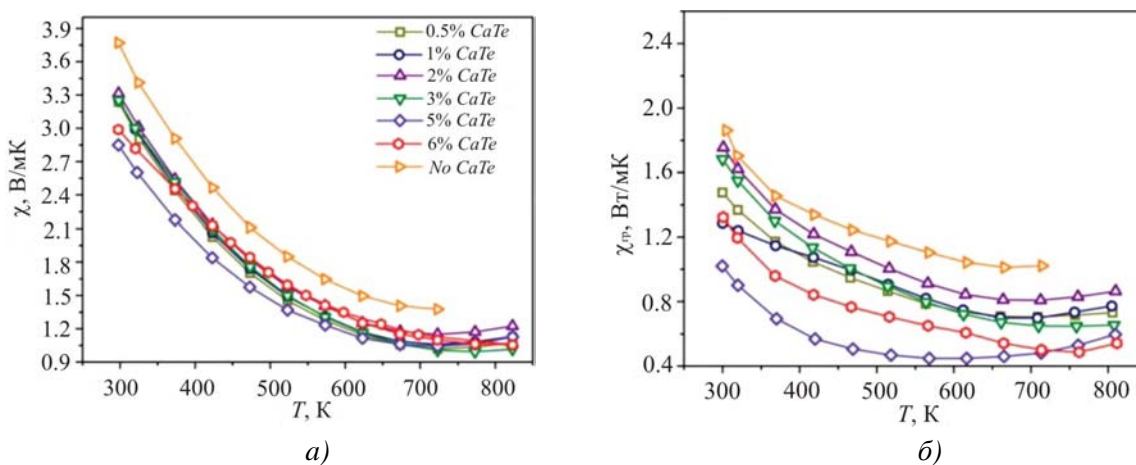 3.9
3.6
3.3
3.0
2.7
2.4
2.1
1.8
1.5
1.2
0.9
χ, В/мК
0.5% CaTe
1% CaTe
2% CaTe
3% CaTe
5% CaTe
6% CaTe
No CaTe
300 400 500 600 700 800
T, К
а)
2.4
2.0
1.6
1.2
0.8
0.4
χгр, Вт/мК
300 400 500 600 700 800
T, К
б)